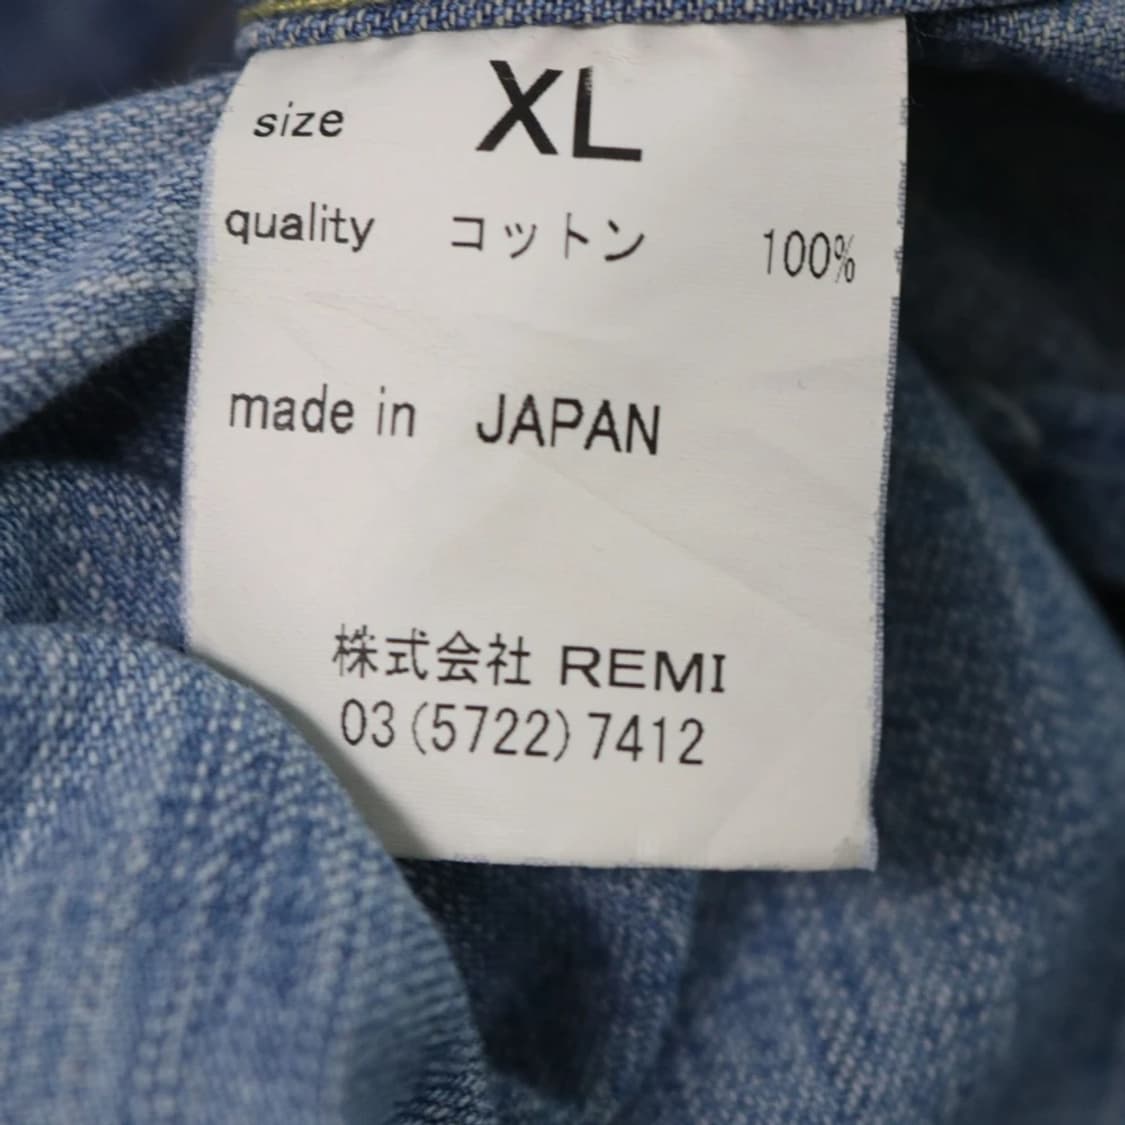 size XL
quality コットン 100%
made in JAPAN
株式会社 REMI
03(5722)7412